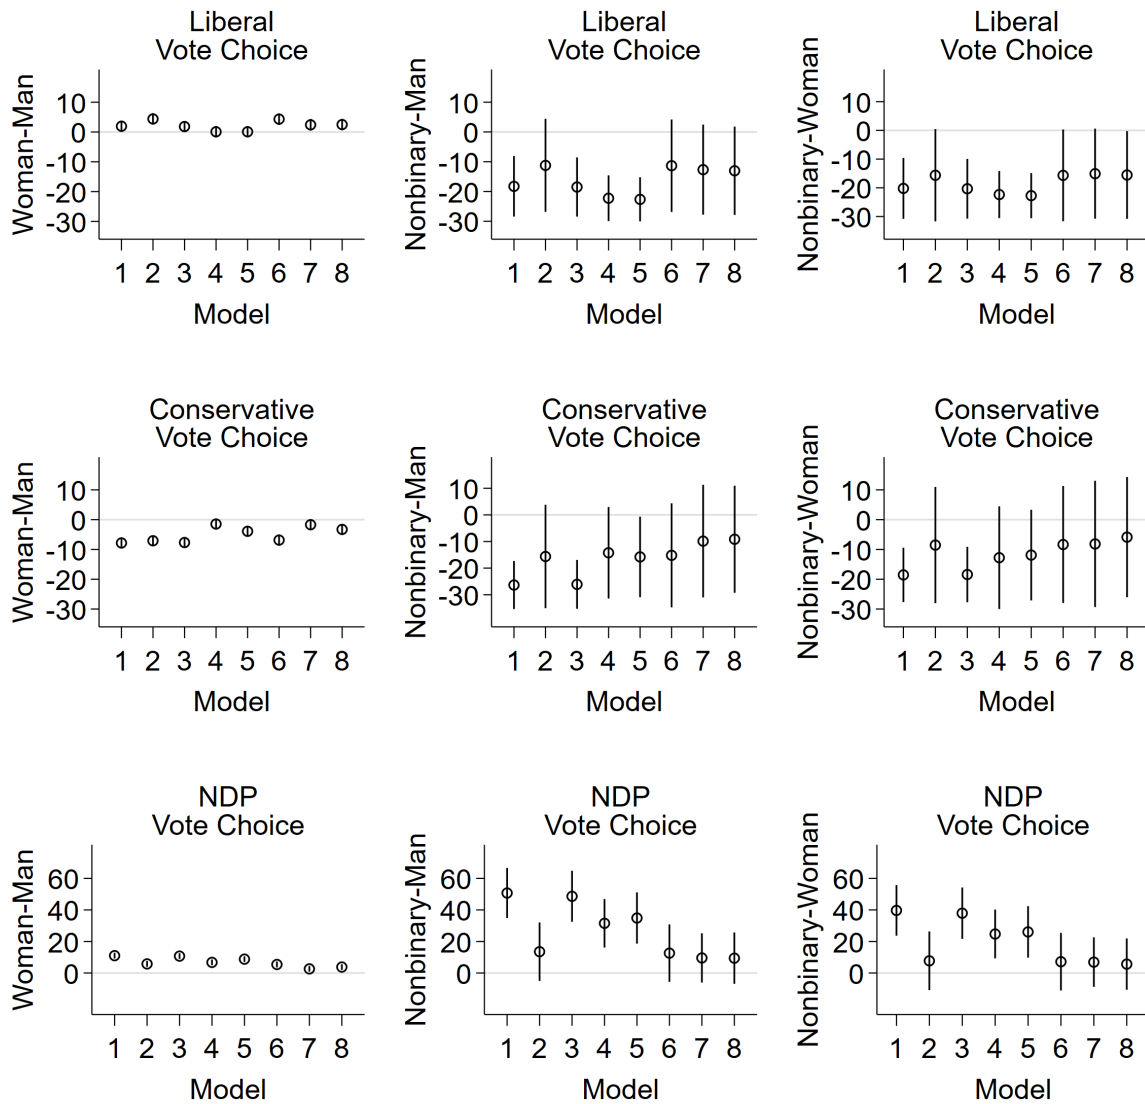 Liberal
Vote Choice
Woman-Man
10
0
-10
-20
-30
1 2 3 4 5 6 7 8
Model
Liberal
Vote Choice
Nonbinary-Man
10
0
-10
-20
-30
1 2 3 4 5 6 7 8
Model
Liberal
Vote Choice
Nonbinary-Woman
10
0
-10
-20
-30
1 2 3 4 5 6 7 8
Model
Conservative
Vote Choice
Woman-Man
10
0
-10
-20
-30
1 2 3 4 5 6 7 8
Model
Conservative
Vote Choice
Nonbinary-Man
10
0
-10
-20
-30
1 2 3 4 5 6 7 8
Model
Conservative
Vote Choice
Nonbinary-Woman
10
0
-10
-20
-30
1 2 3 4 5 6 7 8
Model
NDP
Vote Choice
Woman-Man
60
40
20
0
1 2 3 4 5 6 7 8
Model
NDP
Vote Choice
Nonbinary-Man
60
40
20
0
1 2 3 4 5 6 7 8
Model
NDP
Vote Choice
Nonbinary-Woman
60
40
20
0
1 2 3 4 5 6 7 8
Model